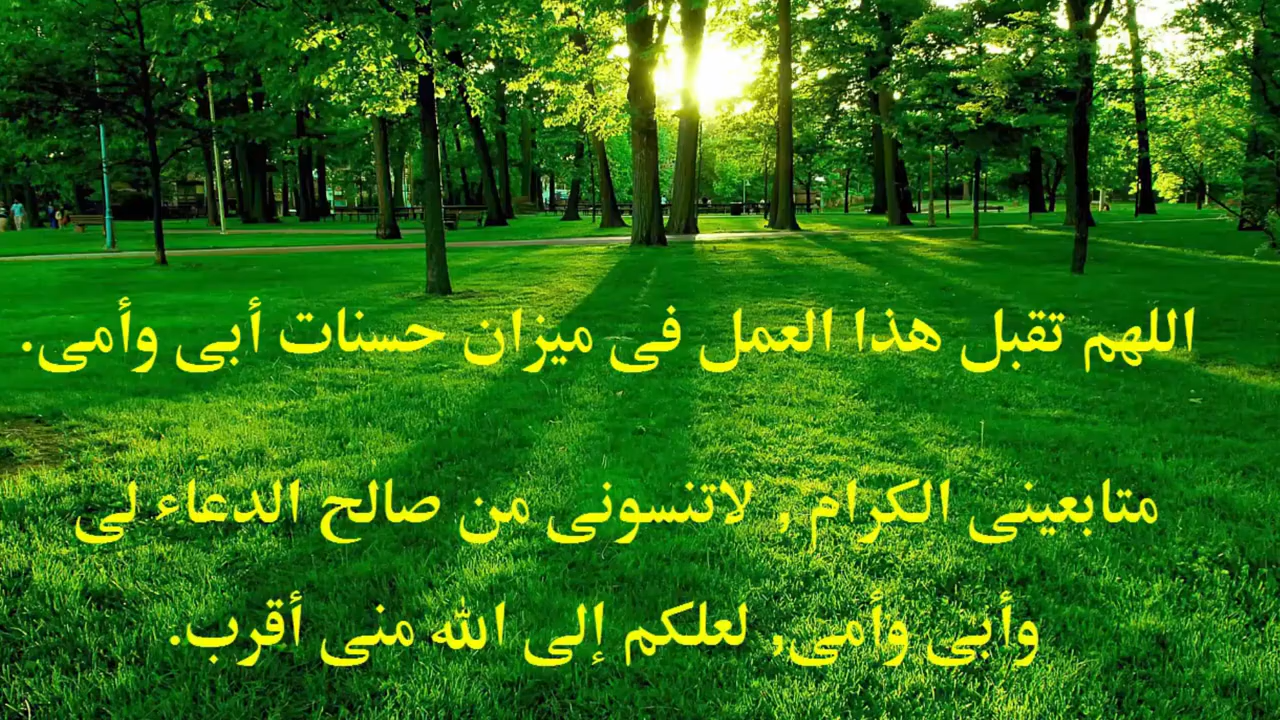 اللهم تقبل هذا العمل فى ميزان حسنات أبى وأمى.
متابعينى الكرام , لاتنسونى من صالح الدعاء لى
وأبى وأمى, لعلكم إلى الله منى أقرب.